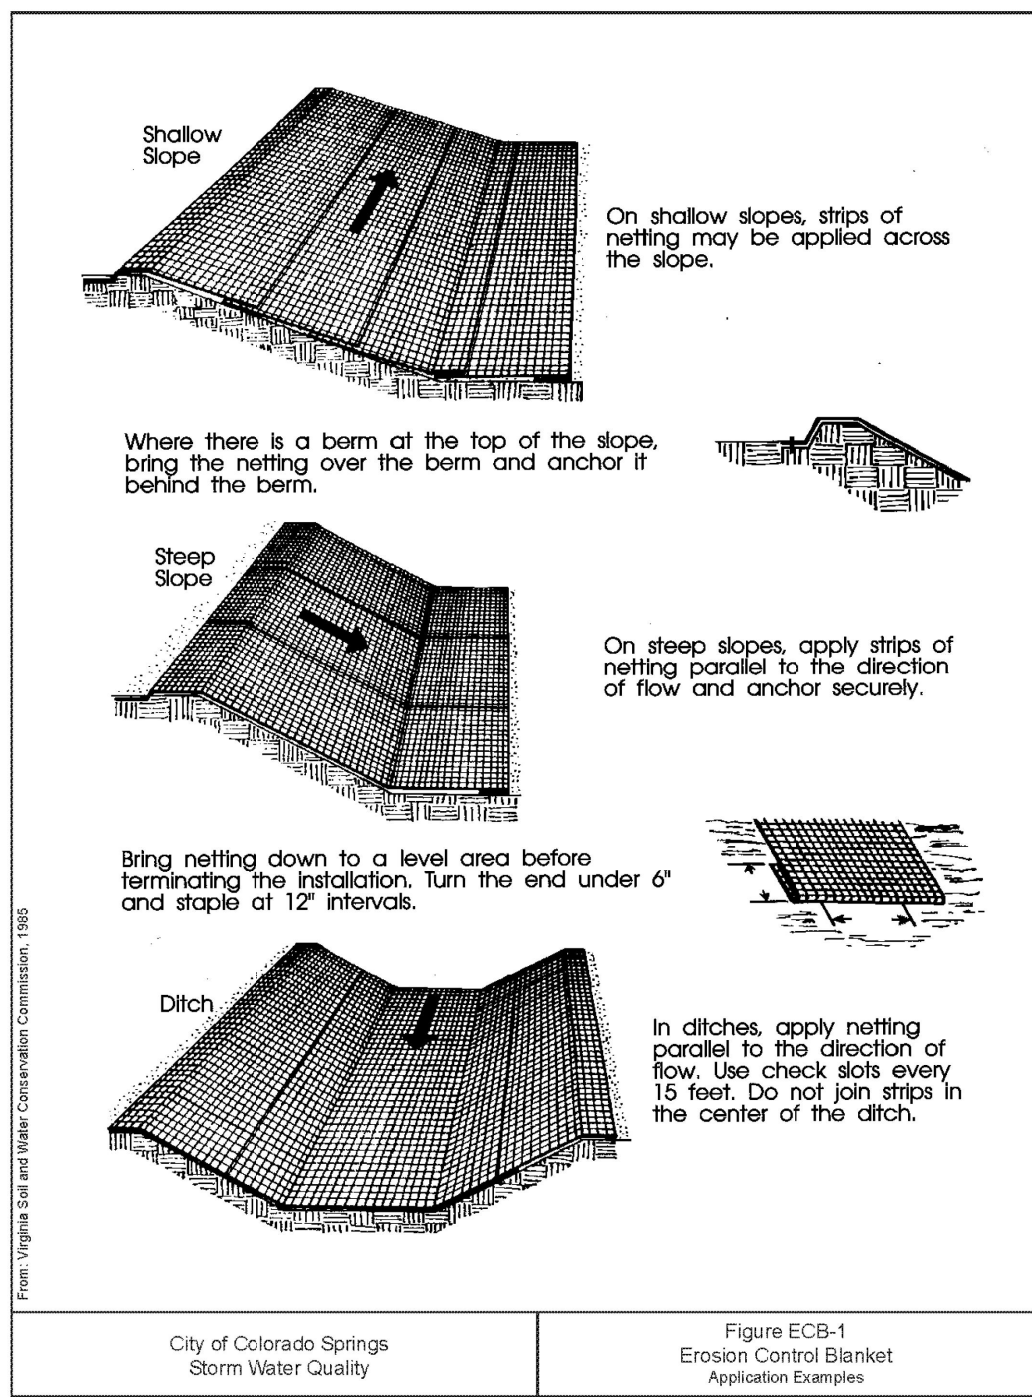 Shallow
Slope
On shallow slopes, strips of
netting may be applied across
the slope.
Where there is a berm at the top of the slope,
bring the netting over the berm and anchor it
behind the berm.
Steep
Slope
On steep slopes, apply strips of
netting parallel to the direction
of flow and anchor securely.
Bring netting down to a level area before
terminating the installation. Turn the end under 6"
and staple at 12" intervals.
Ditch
In ditches, apply netting
parallel to the direction of
flow. Use check slots every
15 feet. Do not join strips in
the center of the ditch.
From: Virginia Soil and Water Conservation Commission, 1985
City of Colorado Springs
Storm Water Quality
Figure ECB-1
Erosion Control Blanket
Application Examples